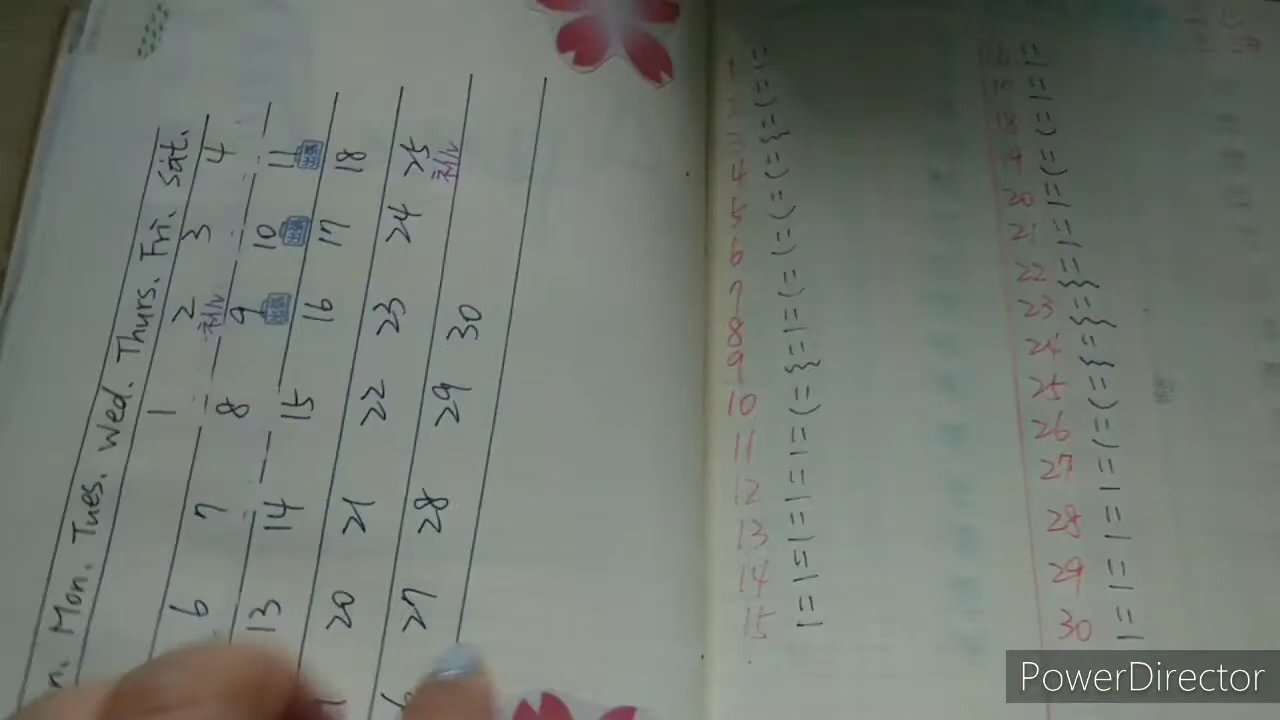 n. Mon. Tues. Wed. Thurs. Fri. Sat.
1 2 3 4
补
6 7 8 9 10 11
13 14 15 16 17 18
20 21 22 23 24 25
补
27 28 29 30
4
5
6
7
8
9
10
11
12
13
14
15
19
20
21
22
23
24
25
26
27
28
29
30
PowerDirector